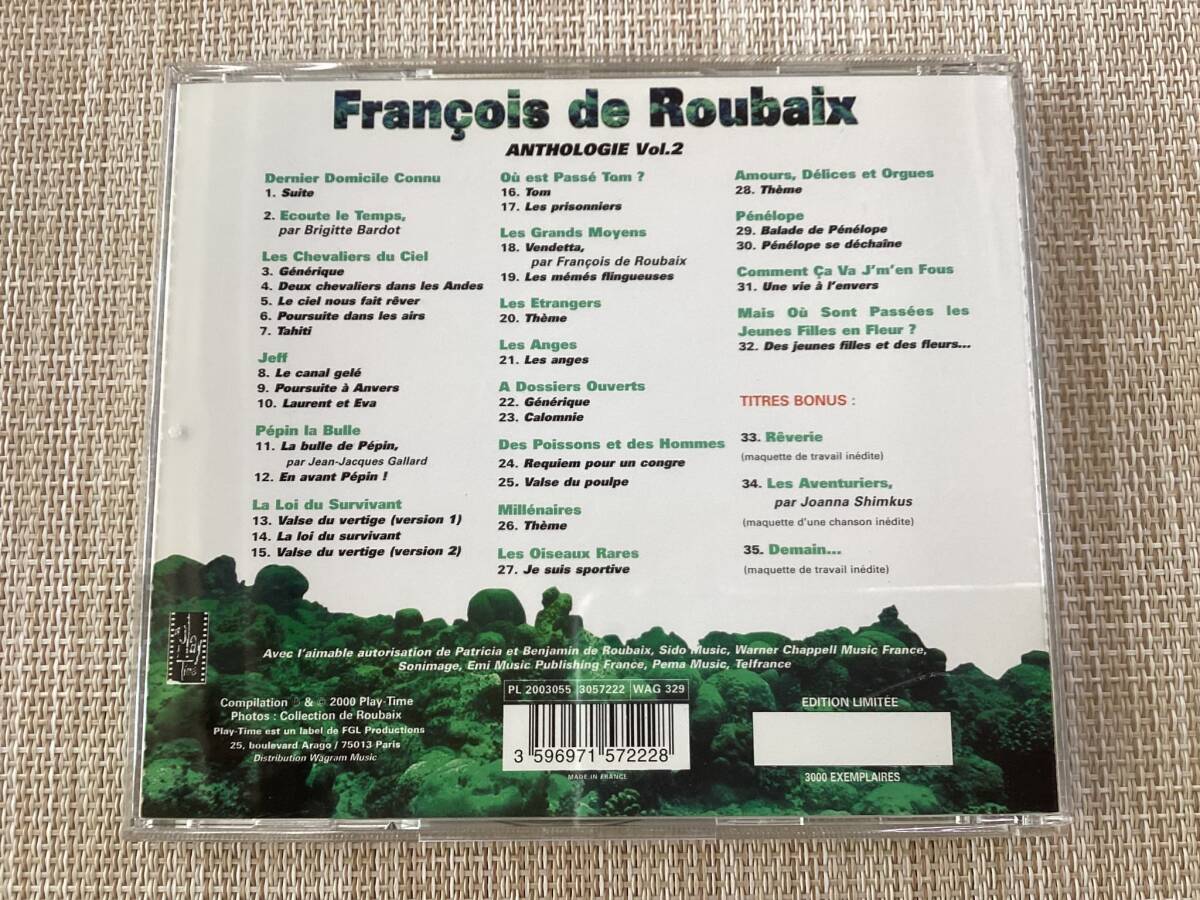 François de Roubaix
ANTHOLOGIE Vol.2
Dernier Domicile Connu
1. Suite
2. Ecoute le Temps,
par Brigitte Bardot
Les Chevaliers du Ciel
3. Générique
4. Deux chevaliers dans les Andes
5. Le ciel nous fait rêver
6. Poursuite dans les airs
7. Tahiti
Jeff
8. Le canal gelé
9. Poursuite à Anvers
10. Laurent et Eva
Pépin la Bulle
11. La bulle de Pépin,
par Jean-Jacques Gallard
12. En avant Pépin !
La Loi du Survivant
13. Valse du vertige (version 1)
14. La loi du survivant
15. Valse du vertige (version 2)
Où est Passé Tom ?
16. Tom
17. Les prisonniers
Les Grands Moyens
18. Vendetta,
par François de Roubaix
19. Les mémés flingueuses
Les Etrangers
20. Thème
Les Anges
21. Les anges
A Dossiers Ouverts
22. Générique
23. Calomnie
Des Poissons et des Hommes
24. Requiem pour un congre
25. Valse du poulpe
Millénaires
26. Thème
Les Oiseaux Rares
27. Je suis sportive
Amours, Délices et Orgues
28. Thème
Pénélope
29. Balade de Pénélope
30. Pénélope se déchaîne
Comment Ça Va J'm'en Fous
31. Une vie à l'envers
Mais Où Sont Passées les
Jeunes Filles en Fleur ?
32. Des jeunes filles et des fleurs...
TITRES BONUS :
33. Rêverie
(maquette de travail inédite)
34. Les Aventuriers,
par Joanna Shimkus
(maquette d'une chanson inédite)
35. Demain...
(maquette de travail inédite)
Avec l'aimable autorisation de Patricia et Benjamin de Roubaix, Sido Music, Warner Chappell Music France,
Sonimage, Emi Music Publishing France, Pema Music, Telfrance
Compilation ℗ & © 2000 Play-Time
Photos : Collection de Roubaix
Play-Time est un label de FGL Productions
25, boulevard Arago / 75013 Paris
Distribution Wagram Music
PL 2003055 3057222 WAG 329
3 596971 572228
MADE IN FRANCE
EDITION LIMITÉE
3000 EXEMPLAIRES